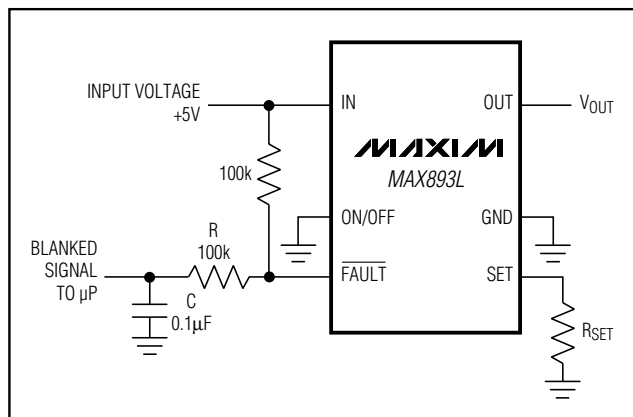 INPUT VOLTAGE
+5V
IN
OUT
VOUT
100k
MAXIM
MAX893L
ON/OFF
GND
R
100k
BLANKED
SIGNAL
TO µP
FAULT
SET
C
0.1µF
RSET